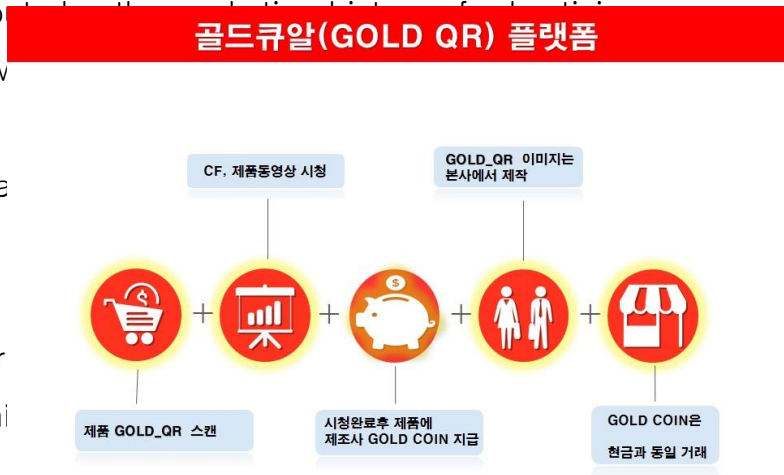 골드큐알(GOLD QR) 플랫폼
CF, 제품동영상 시청
GOLD_QR 이미지는
본사에서 제작
제품 GOLD_QR 스캔
시청완료후 제품에
제조사 GOLD COIN 지급
GOLD COIN은
현금과 동일 거래